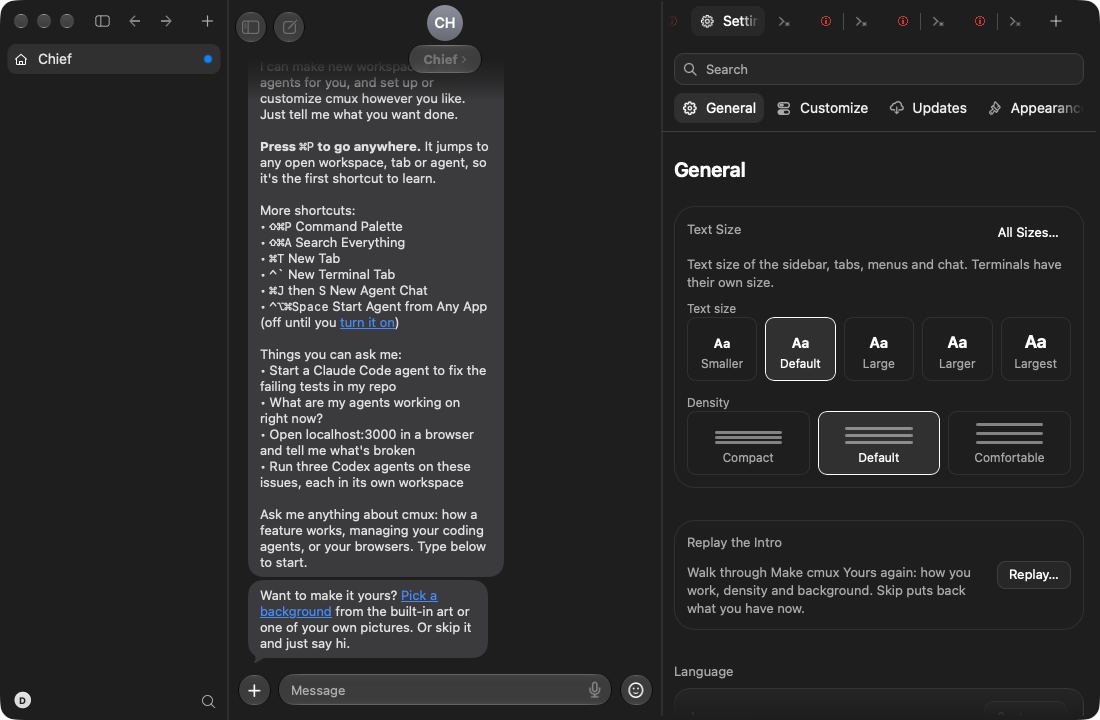 Chief
D
CH
Chief ›
I can make new
agents for you, and set up or
customize cmux however you like.
Just tell me what you want done.
Press ⌘P to go anywhere. It jumps to
any open workspace, tab or agent, so
it's the first shortcut to learn.
More shortcuts:
• ⇧⌘P Command Palette
• ⇧⌘A Search Everything
• ⌘T New Tab
• ^` New Terminal Tab
• ⌘J then S New Agent Chat
• ^⌥⌘Space Start Agent from Any App
(off until you turn it on)
Things you can ask me:
• Start a Claude Code agent to fix the
failing tests in my repo
• What are my agents working on
right now?
• Open localhost:3000 in a browser
and tell me what's broken
• Run three Codex agents on these
issues, each in its own workspace
Ask me anything about cmux: how a
feature works, managing your coding
agents, or your browsers. Type below
to start.
Want to make it yours? Pick a
background from the built-in art or
one of your own pictures. Or skip it
and just say hi.
Message
Settin
Search
General Customize Updates Appearanc
General
Text Size
All Sizes...
Text size of the sidebar, tabs, menus and chat. Terminals have
their own size.
Text size
Aa Aa Aa Aa Aa
Smaller Default Large Larger Largest
Density
Compact Default Comfortable
Replay the Intro
Walk through Make cmux Yours again: how you
work, density and background. Skip puts back
what you have now.
Replay...
Language